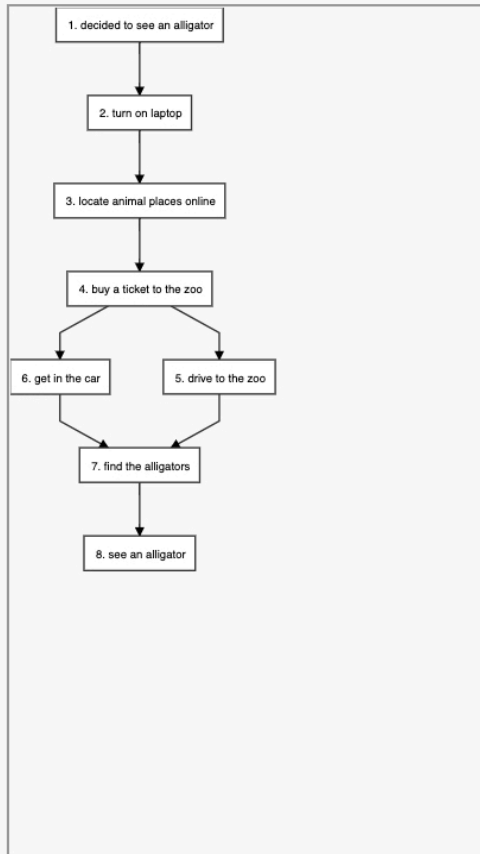 1. decided to see an alligator
2. turn on laptop
3. locate animal places online
4. buy a ticket to the zoo
6. get in the car
5. drive to the zoo
7. find the alligators
8. see an alligator